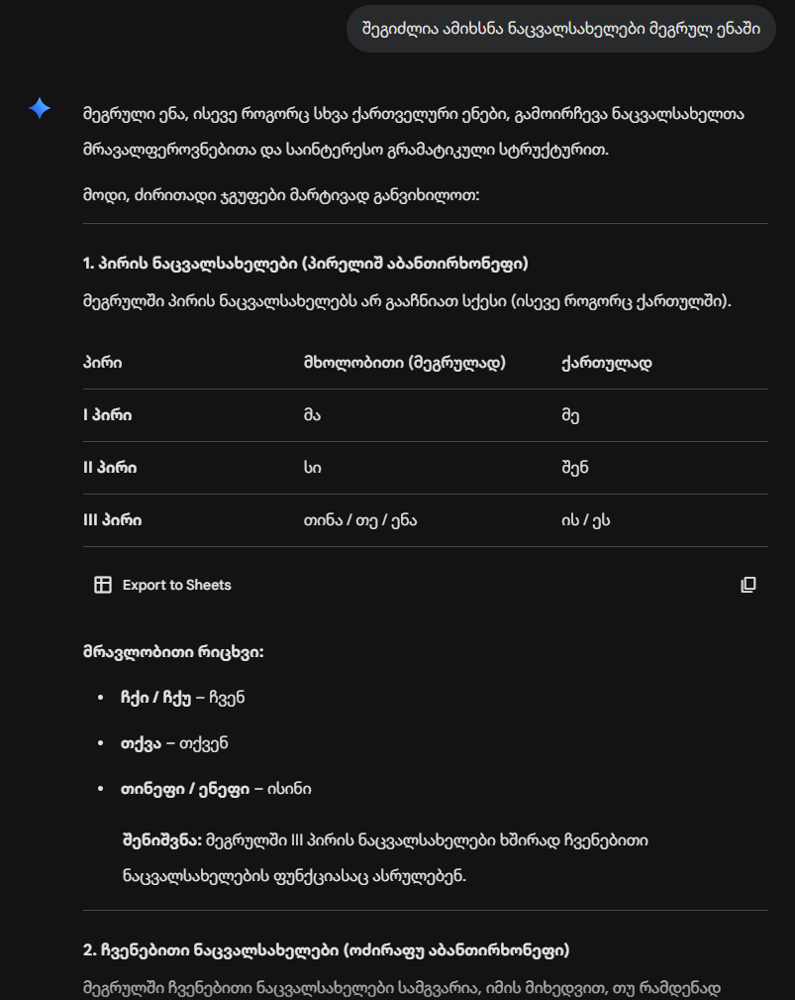 შეგიძლია ამიხსნა ნაცვალსახელები მეგრულ ენაში
მეგრული ენა, ისევე როგორც სხვა ქართველური ენები, გამოირჩევა ნაცვალსახელთა
მრავალფეროვნებითა და საინტერესო გრამატიკული სტრუქტურით.
მოდი, ძირითადი ჯგუფები მარტივად განვიხილოთ:
1. პირის ნაცვალსახელები (პირელიშ აბანთირხონეფი)
მეგრულში პირის ნაცვალსახელებს არ გააჩნიათ სქესი (ისევე როგორც ქართულში).
პირი მხოლობითი (მეგრულად) ქართულად
I პირი მა მე
II პირი სი შენ
III პირი თინა / თე / ენა ის / ეს
Export to Sheets
მრავლობითი რიცხვი:
• ჩქი / ჩქუ – ჩვენ
• თქვა – თქვენ
• თინეფი / ენეფი – ისინი
შენიშვნა: მეგრულში III პირის ნაცვალსახელები ხშირად ჩვენებითი
ნაცვალსახელების ფუნქციასაც ასრულებენ.
2. ჩვენებითი ნაცვალსახელები (ოძირაფუ აბანთირხონეფი)
მეგრულში ჩვენებითი ნაცვალსახელები სამგვარია, იმის მიხედვით, თუ რამდენად